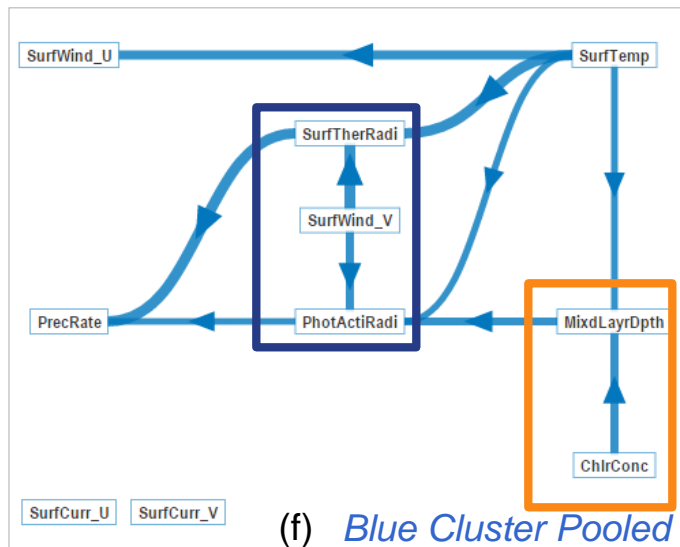 SurfWind_U
SurfTemp
SurfTherRadi
SurfWind_V
PrecRate
PhotActiRadi
MixdLayrDpth
ChlrConc
SurfCurr_U
SurfCurr_V
(f) Blue Cluster Pooled